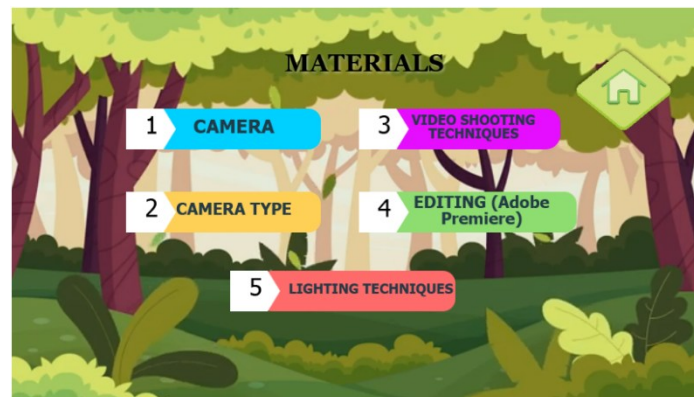 MATERIALS
1 CAMERA
2 CAMERA TYPE
3 VIDEO SHOOTING
TECHNIQUES
4 EDITING (Adobe
Premiere)
5 LIGHTING TECHNIQUES